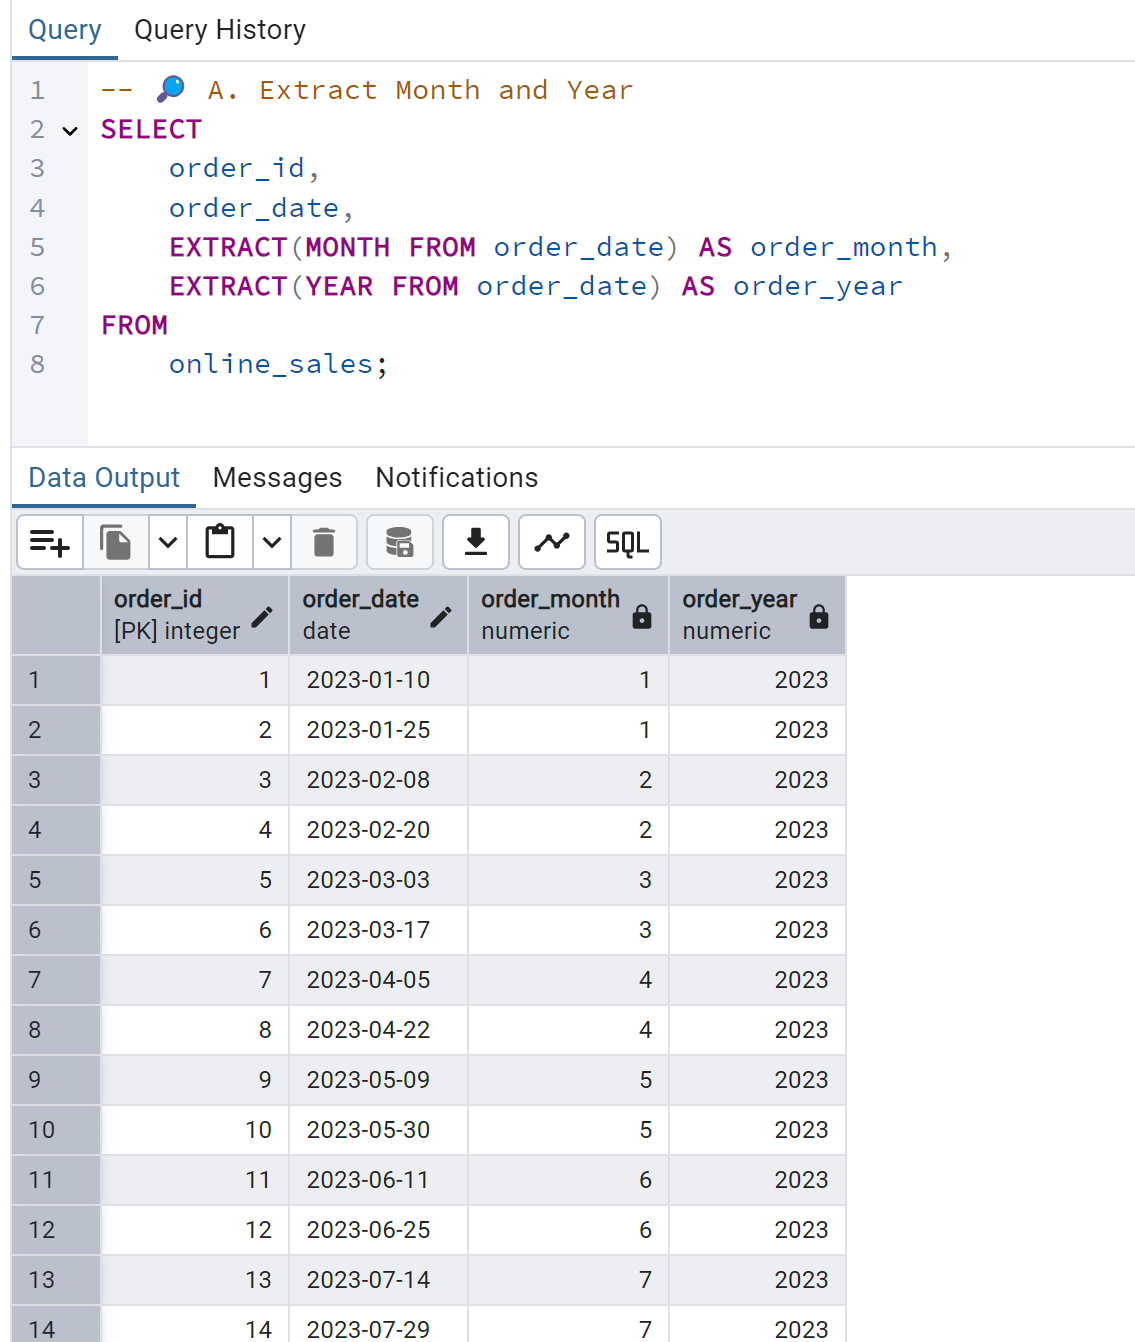 Query Query History
1 -- 🔎 A. Extract Month and Year
2 SELECT
3 order_id,
4 order_date,
5 EXTRACT(MONTH FROM order_date) AS order_month,
6 EXTRACT(YEAR FROM order_date) AS order_year
7 FROM
8 online_sales;
Data Output Messages Notifications
SQL
order_id order_date order_month order_year
[PK] integer date numeric numeric
1 1 2023-01-10 1 2023
2 2 2023-01-25 1 2023
3 3 2023-02-08 2 2023
4 4 2023-02-20 2 2023
5 5 2023-03-03 3 2023
6 6 2023-03-17 3 2023
7 7 2023-04-05 4 2023
8 8 2023-04-22 4 2023
9 9 2023-05-09 5 2023
10 10 2023-05-30 5 2023
11 11 2023-06-11 6 2023
12 12 2023-06-25 6 2023
13 13 2023-07-14 7 2023
14 14 2023-07-29 7 2023